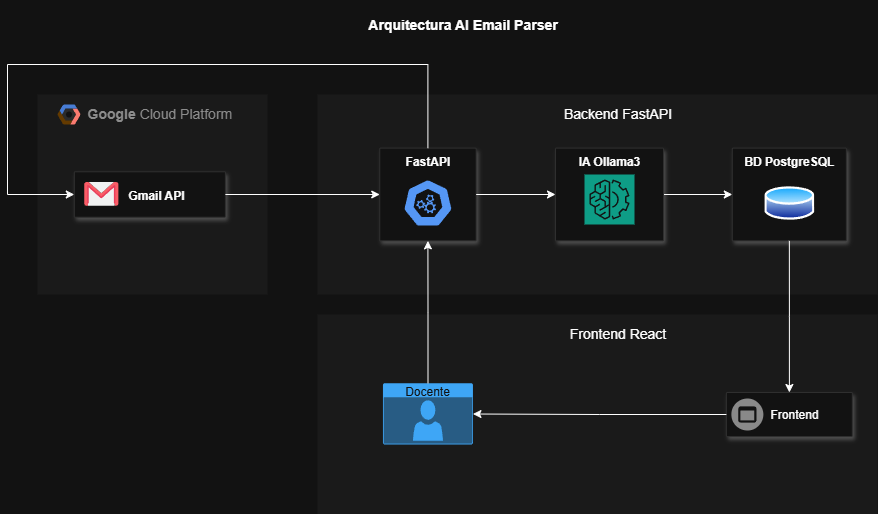 Arquitectura AI Email Parser
Google Cloud Platform
Backend FastAPI
FastAPI
IA Ollama3
BD PostgreSQL
Gmail API
Frontend React
Docente
Frontend